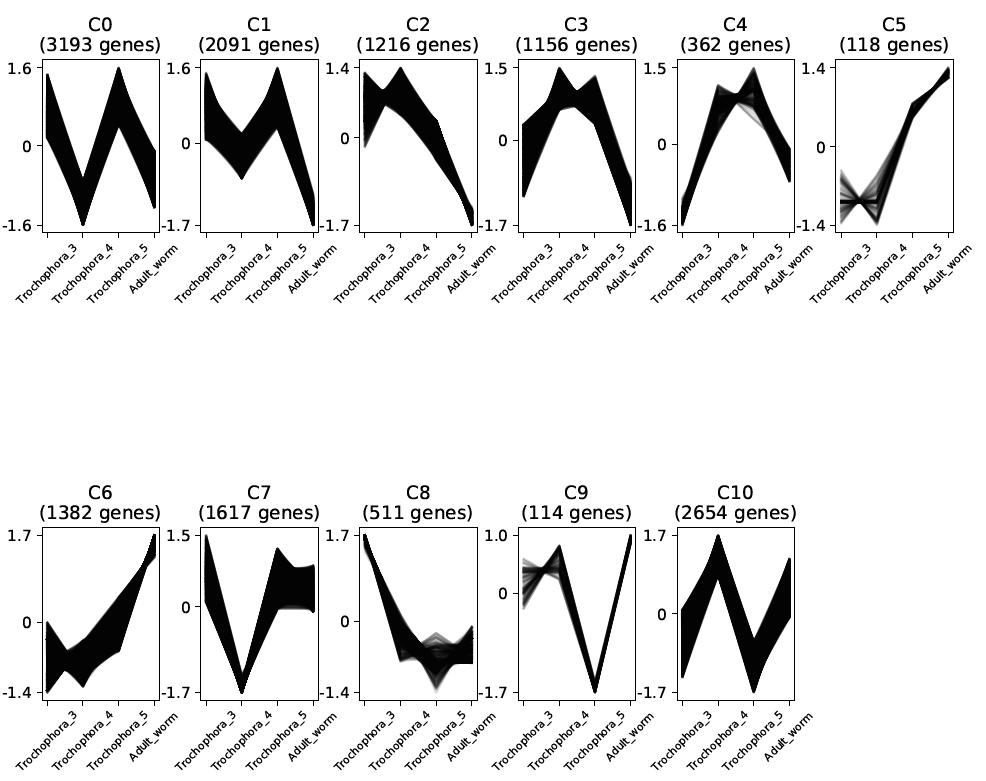 C0
(3193 genes)
1.6
0
-1.6
Trochophora_3
Trochophora_4
Trochophora_5
Adult_worm
C1
(2091 genes)
1.6
0
-1.7
Trochophora_3
Trochophora_4
Trochophora_5
Adult_worm
C2
(1216 genes)
1.4
0
-1.7
Trochophora_3
Trochophora_4
Trochophora_5
Adult_worm
C3
(1156 genes)
1.5
0
-1.7
Trochophora_3
Trochophora_4
Trochophora_5
Adult_worm
C4
(362 genes)
1.5
0
-1.6
Trochophora_3
Trochophora_4
Trochophora_5
Adult_worm
C5
(118 genes)
1.4
0
-1.4
Trochophora_3
Trochophora_4
Trochophora_5
Adult_worm
C6
(1382 genes)
1.7
0
-1.4
Trochophora_3
Trochophora_4
Trochophora_5
Adult_worm
C7
(1617 genes)
1.5
0
-1.7
Trochophora_3
Trochophora_4
Trochophora_5
Adult_worm
C8
(511 genes)
1.7
0
-1.4
Trochophora_3
Trochophora_4
Trochophora_5
Adult_worm
C9
(114 genes)
1.0
0
-1.7
Trochophora_3
Trochophora_4
Trochophora_5
Adult_worm
C10
(2654 genes)
1.7
0
-1.7
Trochophora_3
Trochophora_4
Trochophora_5
Adult_worm